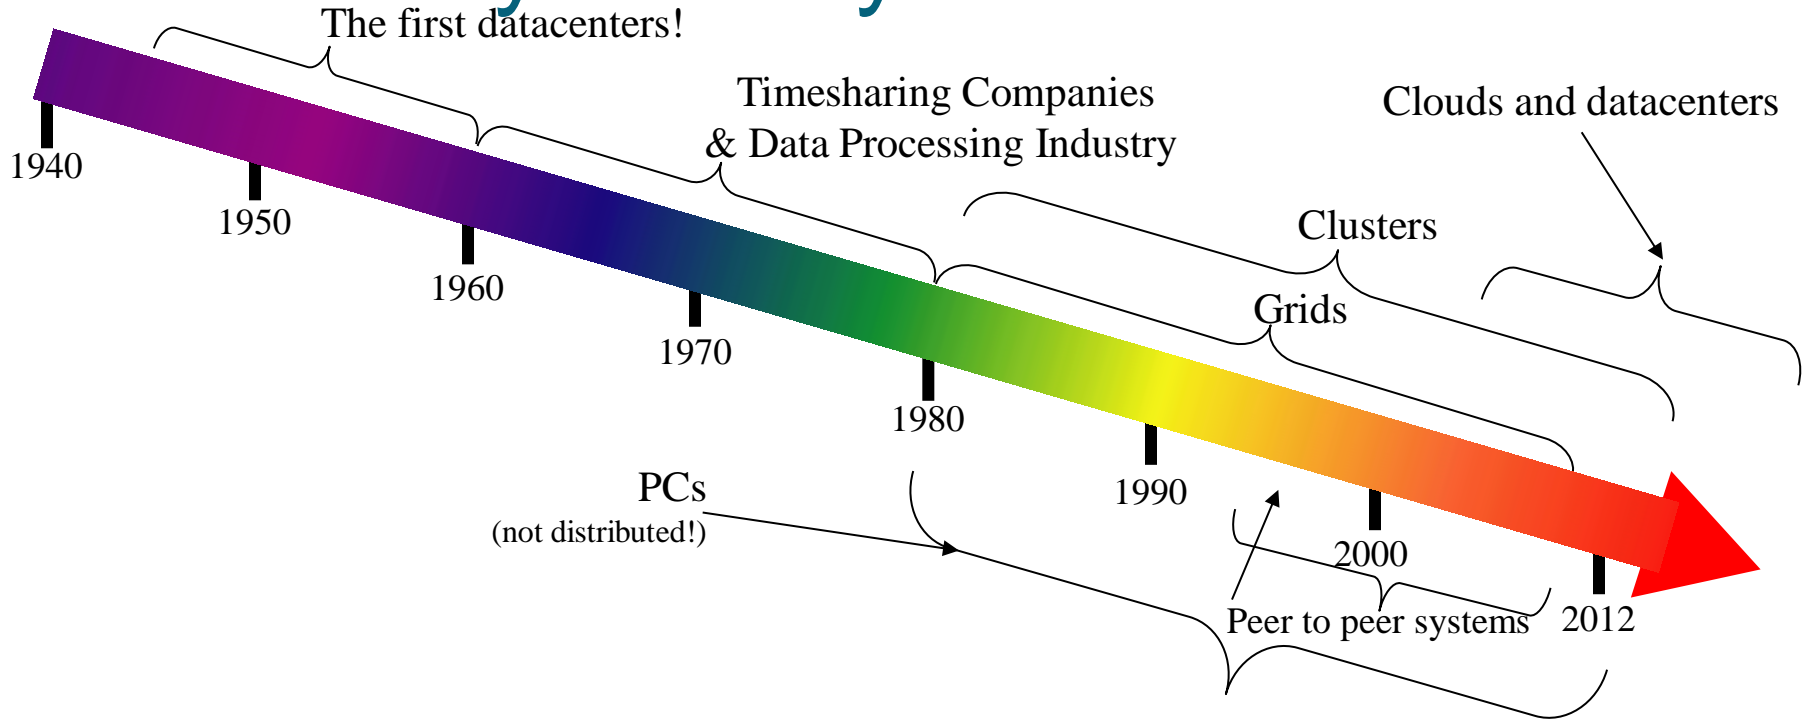 The first datacenters!
Timesharing Companies
& Data Processing Industry
Clouds and datacenters
Clusters
Grids
1940
1950
1960
1970
1980
1990
2000
2012
PCs
(not distributed!)
Peer to peer systems